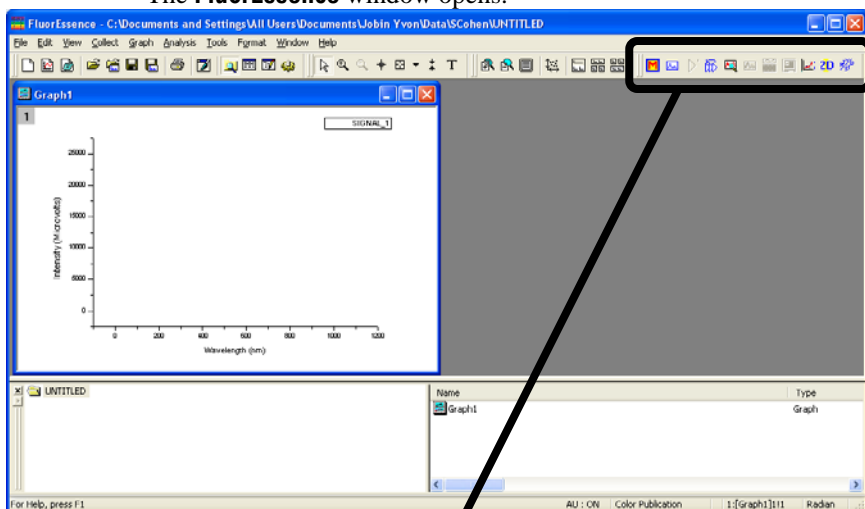 The FluorEssence window opens.
FluorEssence - C:\Documents and Settings\All Users\Documents\Jobin Yvon\Data\SCohen\UNTITLED
File Edit View Collect Graph Analysis Tools Format Window Help
T 2D
Graph1
1
SIGNAL_1
25000
20000
15000
10000
5000
0
Intensity (Microvolts)
0 200 400 600 800 1000 1200
Wavelength (nm)
UNTITLED
Name Type
Graph1 Graph
For Help, press F1 AU : ON Color Publication 1:[Graph1]1!1 Radian